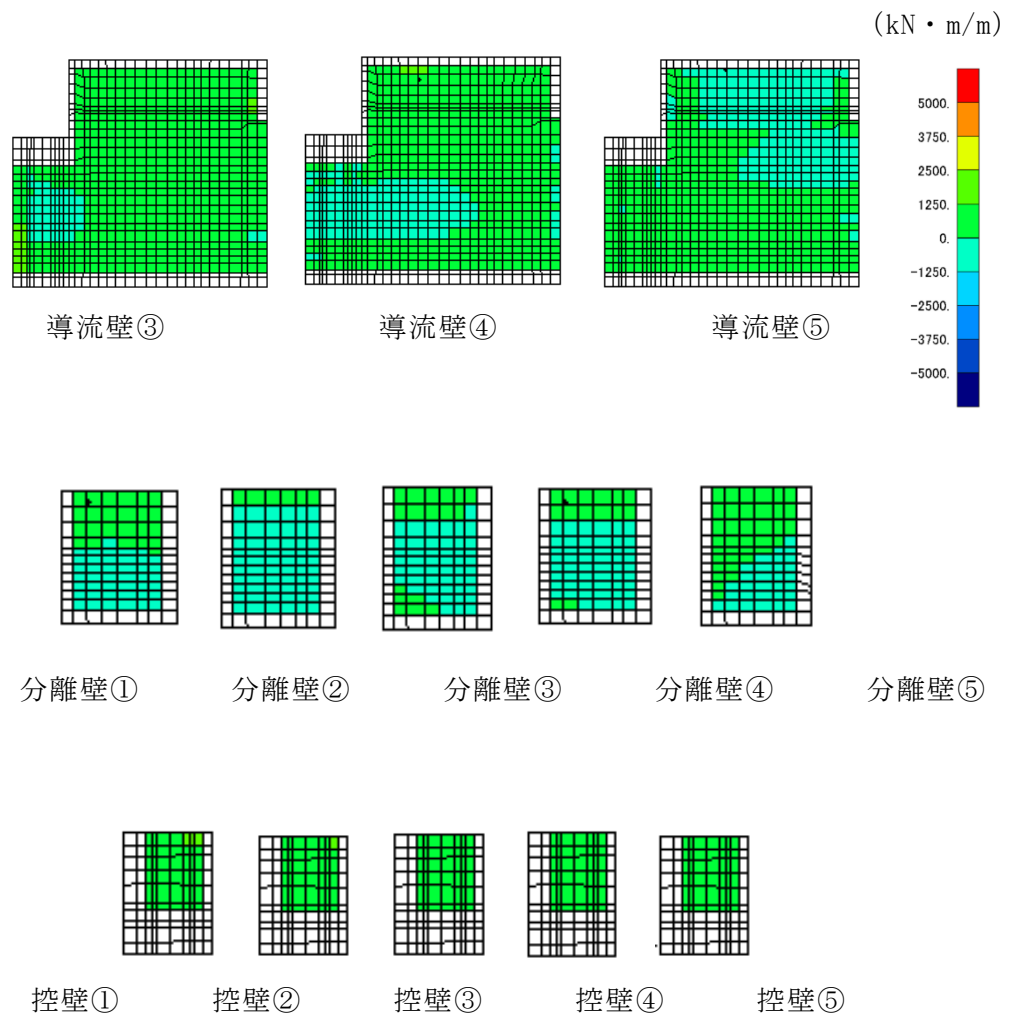 (kN・m/m)
5000.
3750.
2500.
1250.
0.
-1250.
-2500.
-3750.
-5000.
導流壁③ 導流壁④ 導流壁⑤
分離壁① 分離壁② 分離壁③ 分離壁④ 分離壁⑤
控壁① 控壁② 控壁③ 控壁④ 控壁⑤